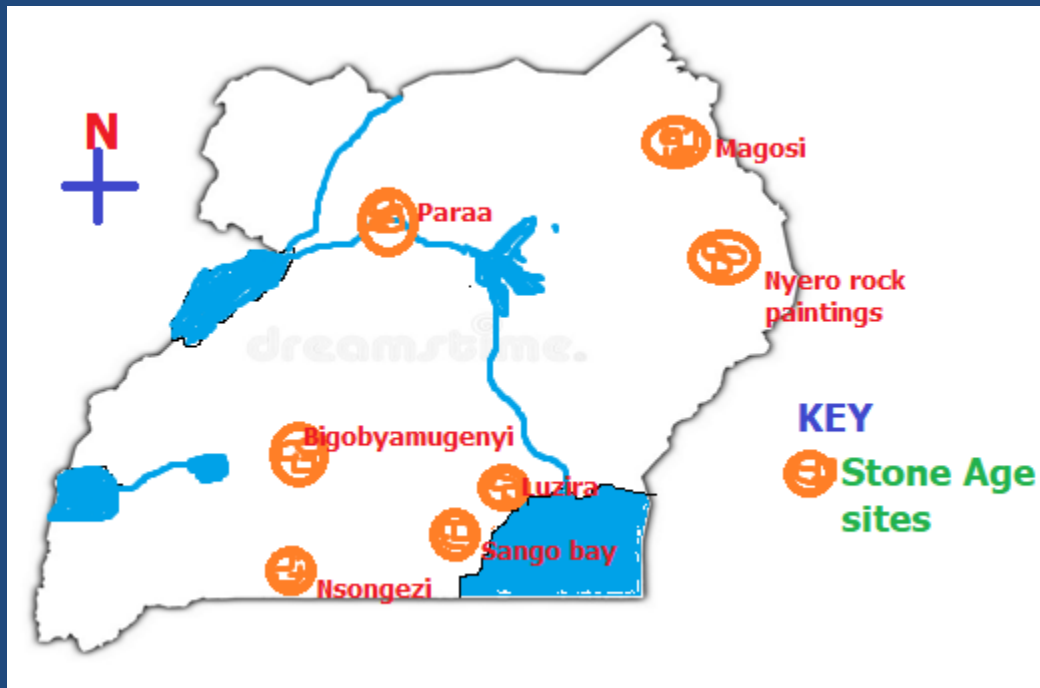 N
Magosi
Paraa
Nyero rock
paintings
dreamstime.
KEY
Bigobyamugenyi
Stone Age
sites
Luzira
Sango bay
Nsongezi